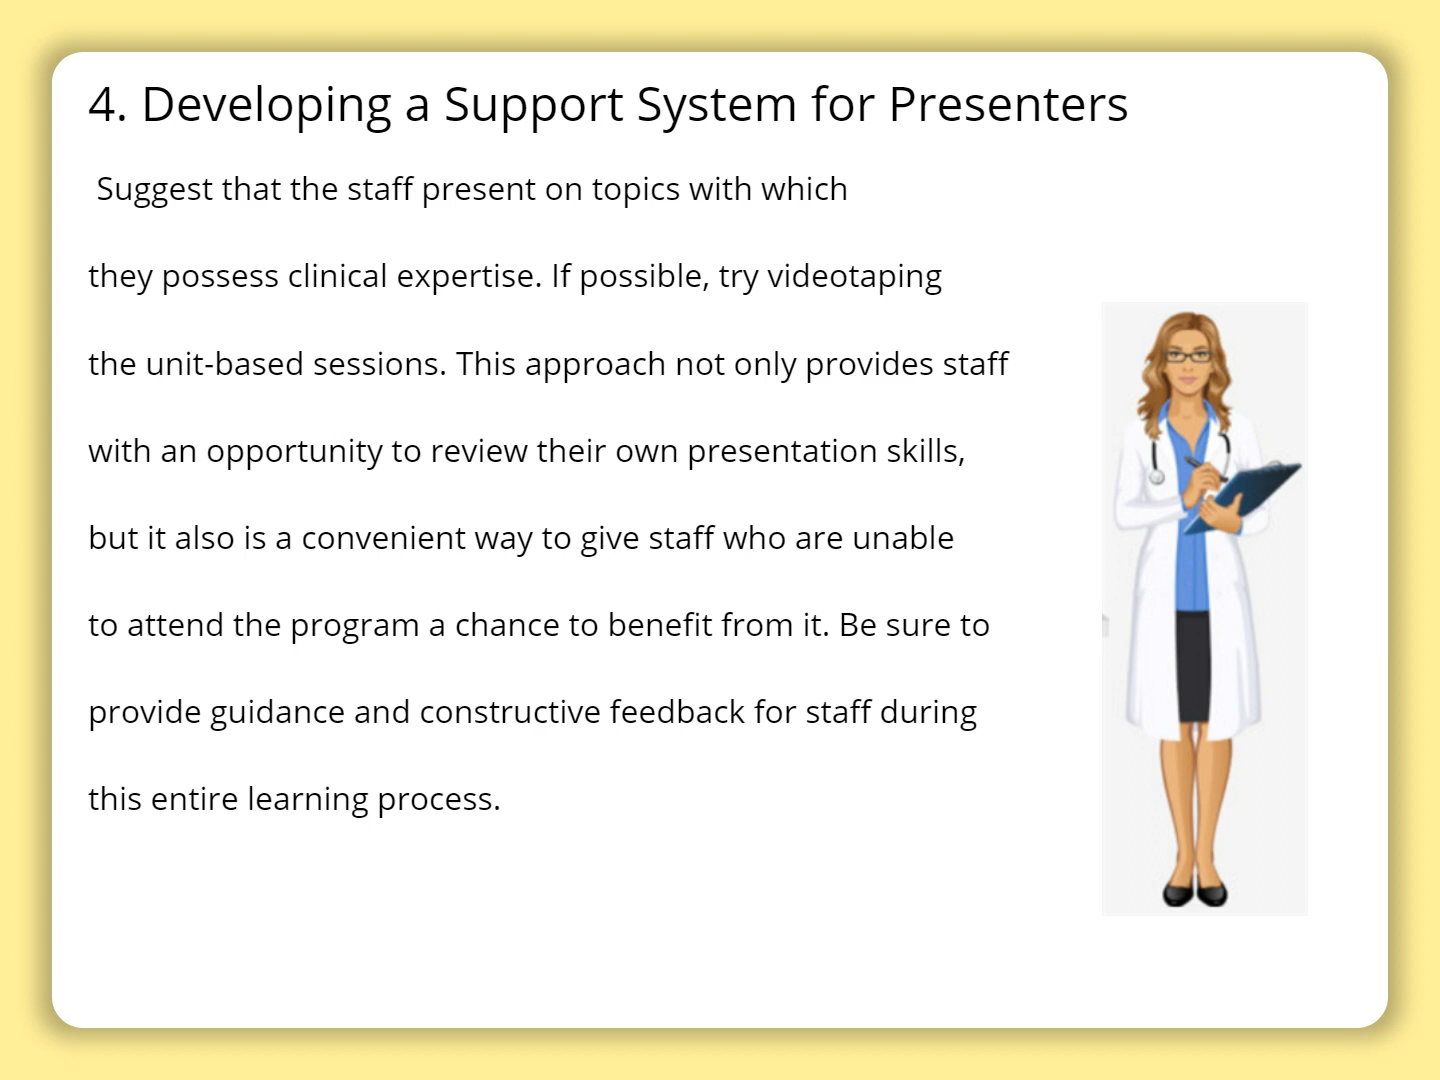 4. Developing a Support System for Presenters
Suggest that the staff present on topics with which
they possess clinical expertise. If possible, try videotaping
the unit-based sessions. This approach not only provides staff
with an opportunity to review their own presentation skills,
but it also is a convenient way to give staff who are unable
to attend the program a chance to benefit from it. Be sure to
provide guidance and constructive feedback for staff during
this entire learning process.